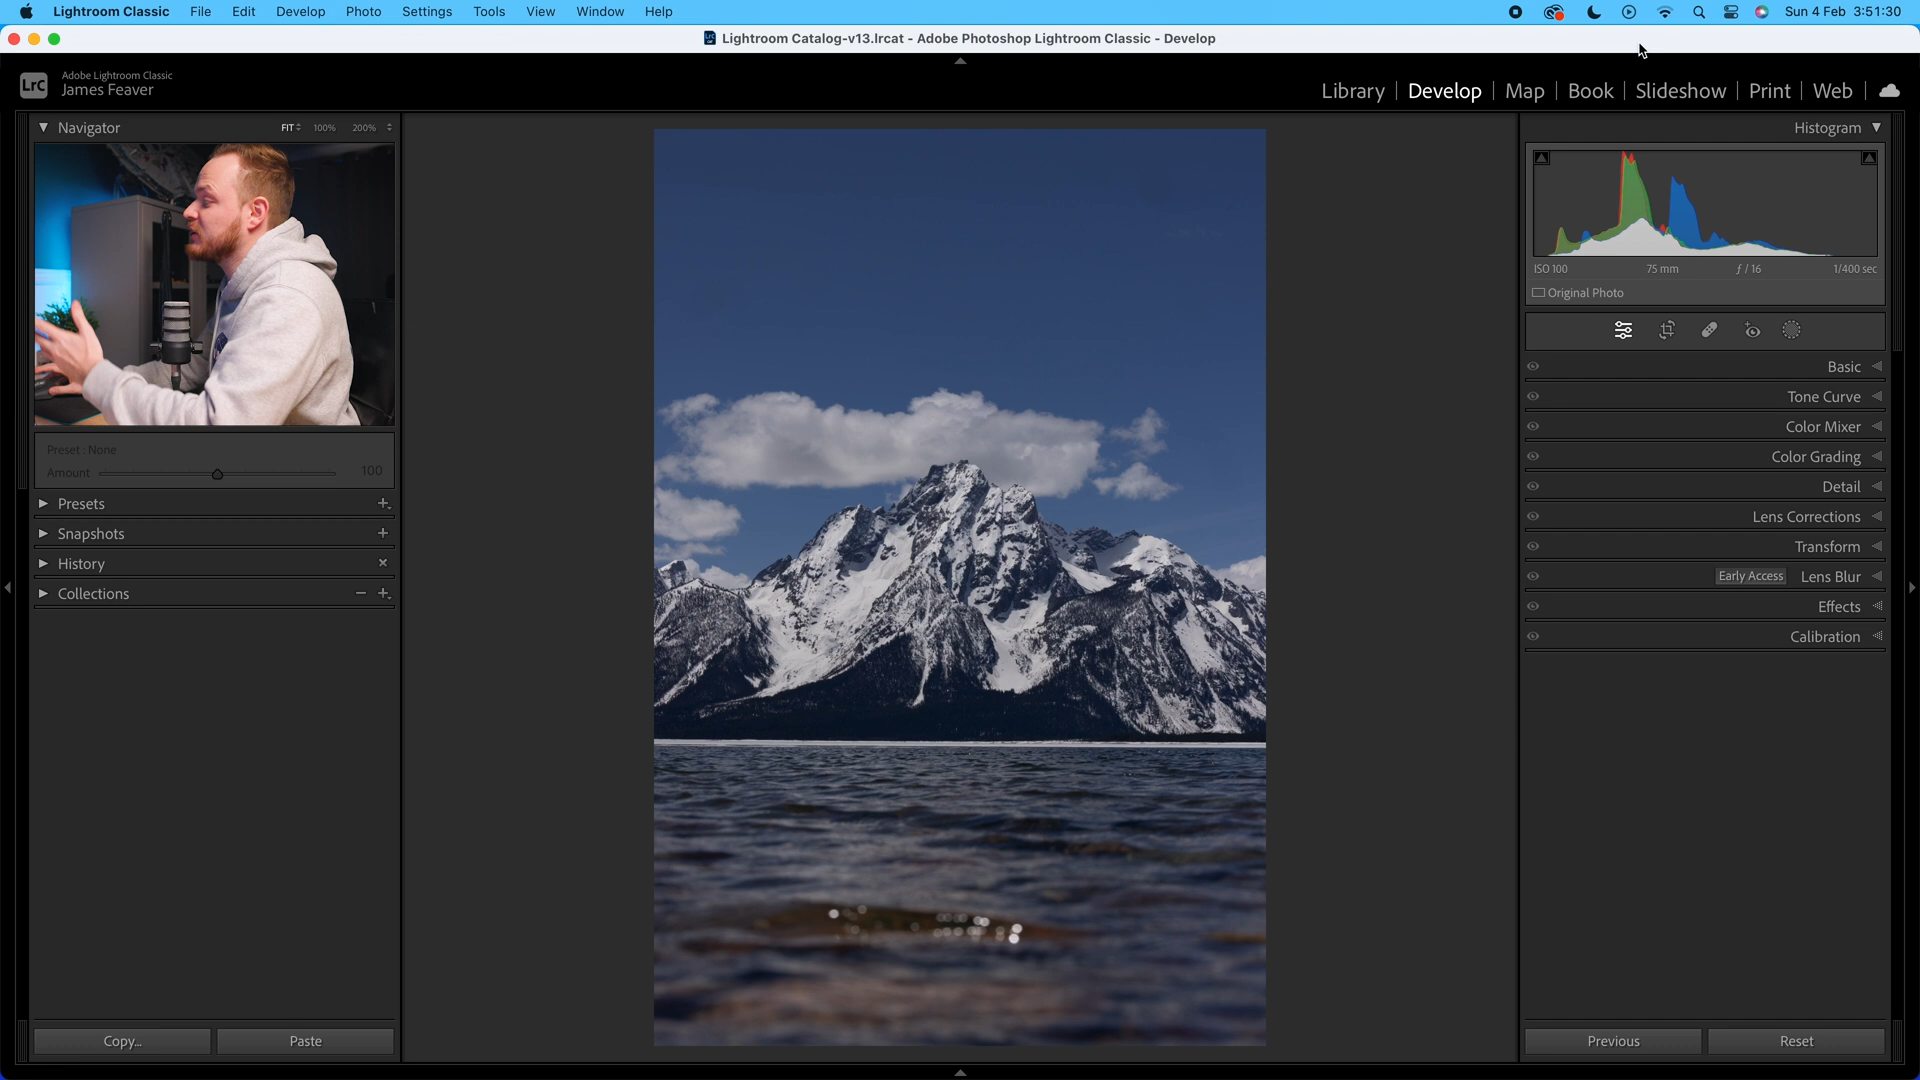 Lightroom Classic File Edit Develop Photo Settings Tools View Window Help Sun 4 Feb 3:51:30
Lightroom Catalog-v13.lrcat - Adobe Photoshop Lightroom Classic - Develop
LrC
Adobe Lightroom Classic
James Feaver
Library | Develop | Map | Book | Slideshow | Print | Web
Navigator FIT 100% 200%
Preset : None
Amount 100
Presets
Snapshots
History
Collections
Copy... Paste
Histogram
ISO 100 75 mm ƒ / 16 1/400 sec
Original Photo
Basic
Tone Curve
Color Mixer
Color Grading
Detail
Lens Corrections
Transform
Early Access Lens Blur
Effects
Calibration
Previous Reset